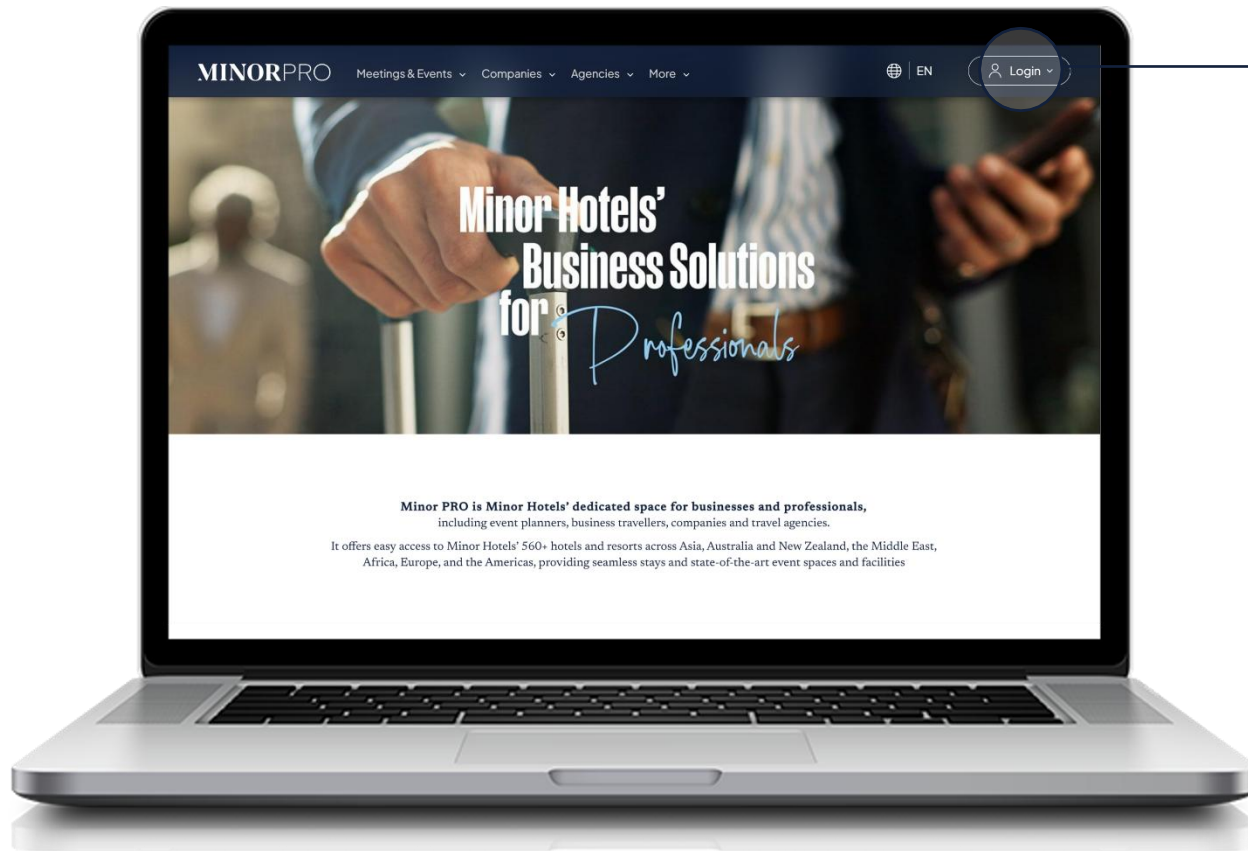 MINORPRO
Meetings & Events
Companies
Agencies
More
EN
Login
Minor Hotels'
Business Solutions
for Professionals
Minor PRO is Minor Hotels' dedicated space for businesses and professionals,
including event planners, business travellers, companies and travel agencies.
It offers easy access to Minor Hotels' 560+ hotels and resorts across Asia, Australia and New Zealand, the Middle East,
Africa, Europe, and the Americas, providing seamless stays and state-of-the-art event spaces and facilities